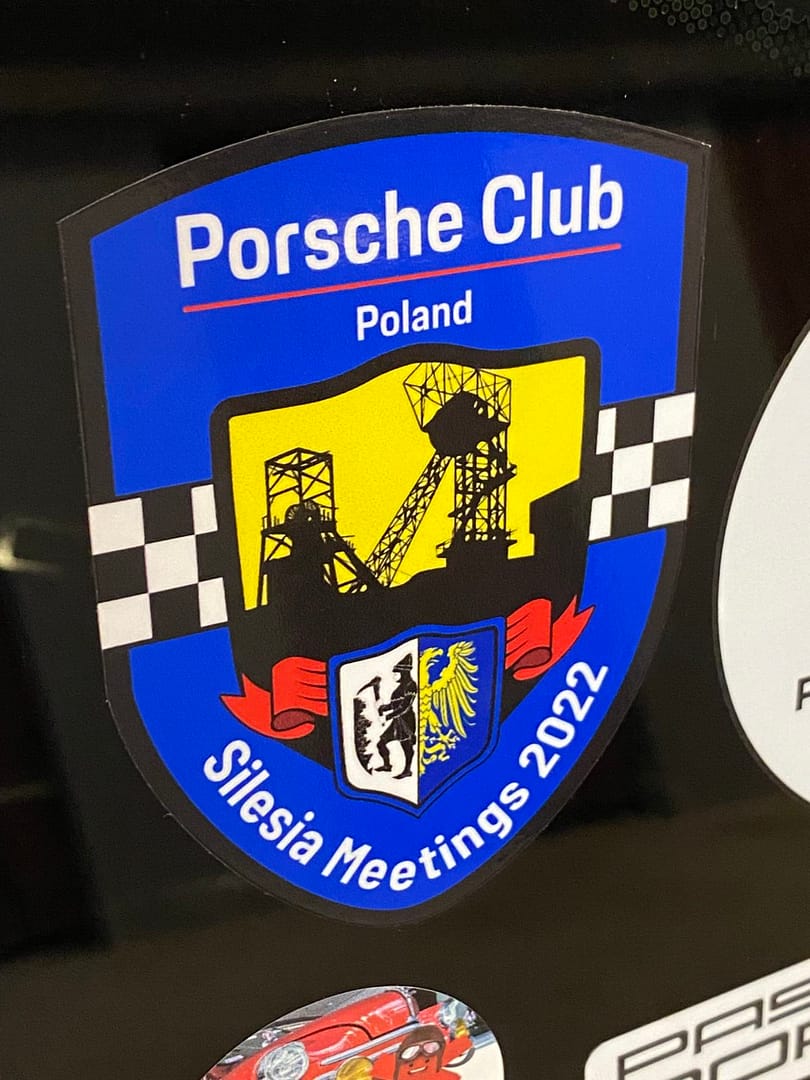 Porsche Club
Poland
Silesia Meetings 2022